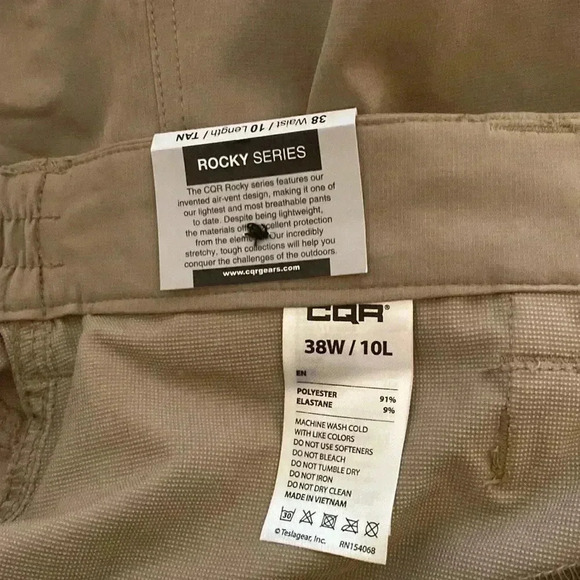 38 Waist / 10 Length / TAN
ROCKY SERIES
The CQR Rocky series features our
invented air-vent design, making it one of
our lightest and most breathable pants
to date. Despite being lightweight,
the materials excellent protection
from the Our incredibly
stretchy, tough collections will help you
conquer the challenges of the outdoors.
www.cqrgears.com
CQR®
38W / 10L
EN
POLYESTER 91%
ELASTANE 9%
MACHINE WASH COLD
WITH LIKE COLORS
DO NOT USE SOFTENERS
DO NOT BLEACH
DO NOT TUMBLE DRY
DO NOT IRON
DO NOT DRY CLEAN
MADE IN VIETNAM
30
© Teslagear, Inc. RN154068